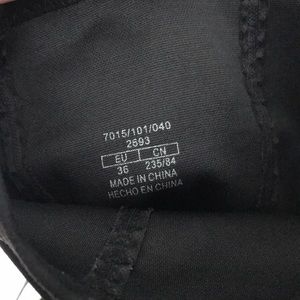 7015/101/040
2693
EU CN
36 235/84
MADE IN CHINA
HECHO EN CHINA